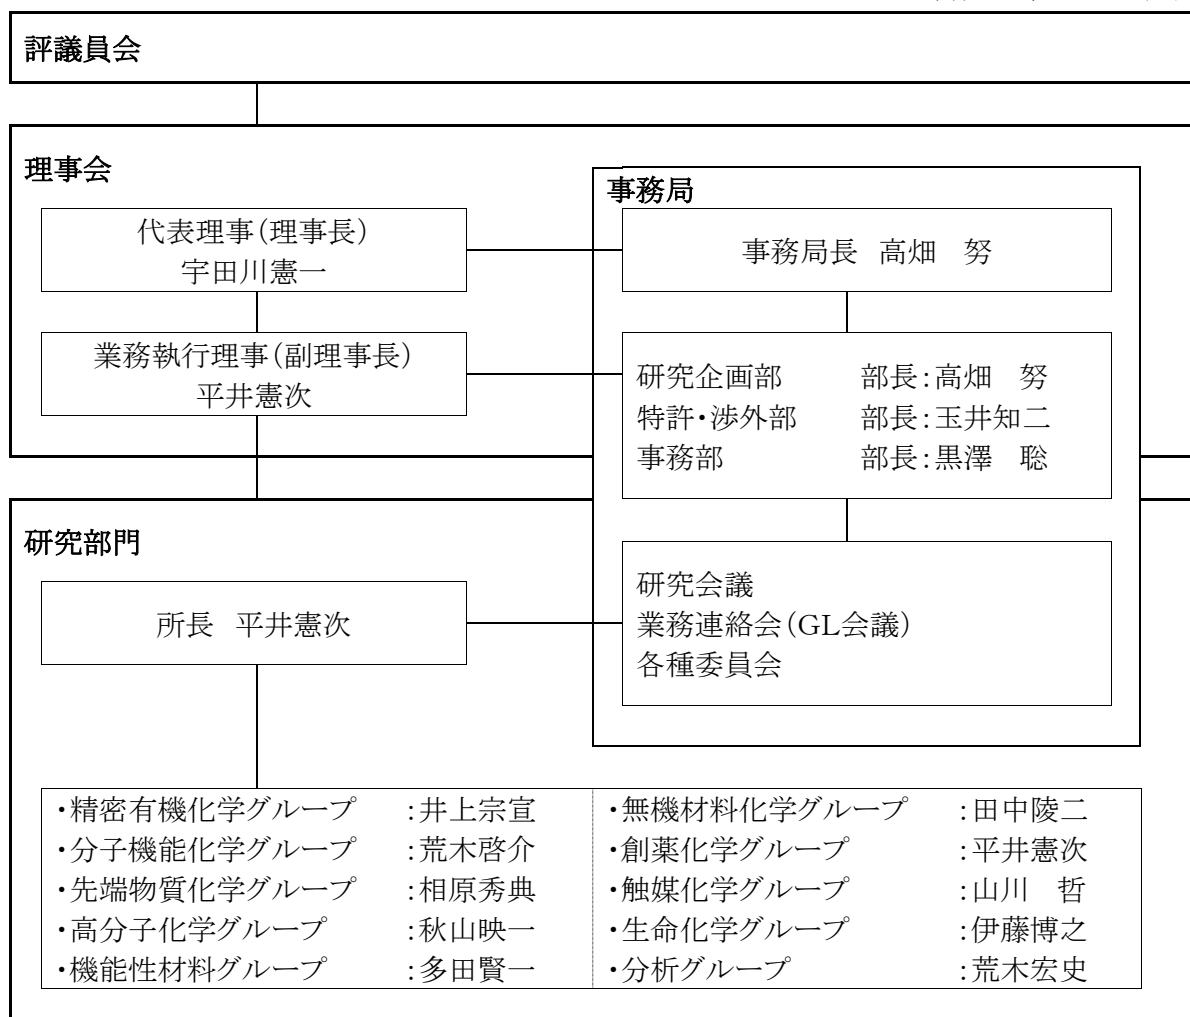 評議員会
理事会
代表理事(理事長)
宇田川憲一
業務執行理事(副理事長)
平井憲次
事務局
事務局長 高畑 努
研究企画部 部長:高畑 努
特許・渉外部 部長:玉井知二
事務部 部長:黒澤 聡
研究会議
業務連絡会(GL会議)
各種委員会
研究部門
所長 平井憲次
・精密有機化学グループ :井上宗宣
・分子機能化学グループ :荒木啓介
・先端物質化学グループ :相原秀典
・高分子化学グループ :秋山映一
・機能性材料グループ :多田賢一
・無機材料化学グループ :田中陵二
・創薬化学グループ :平井憲次
・触媒化学グループ :山川 哲
・生命化学グループ :伊藤博之
・分析グループ :荒木宏史